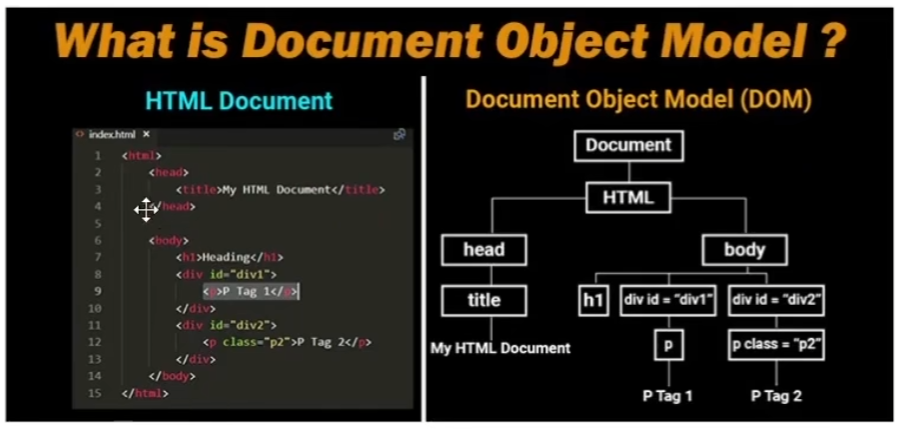 What is Document Object Model ?
HTML Document
index.html ×
1 <html>
2 <head>
3 <title>My HTML Document</title>
4 </head>
5
6 <body>
7 <h1>Heading</h1>
8 <div id="div1">
9 <p>P Tag 1</p>
10 </div>
11 <div id="div2">
12 <p class="p2">P Tag 2</p>
13 </div>
14 </body>
15 </html>
Document Object Model (DOM)
Document
HTML
head
body
title
h1
div id = "div1"
div id = "div2"
My HTML Document
p
p class = "p2"
P Tag 1
P Tag 2